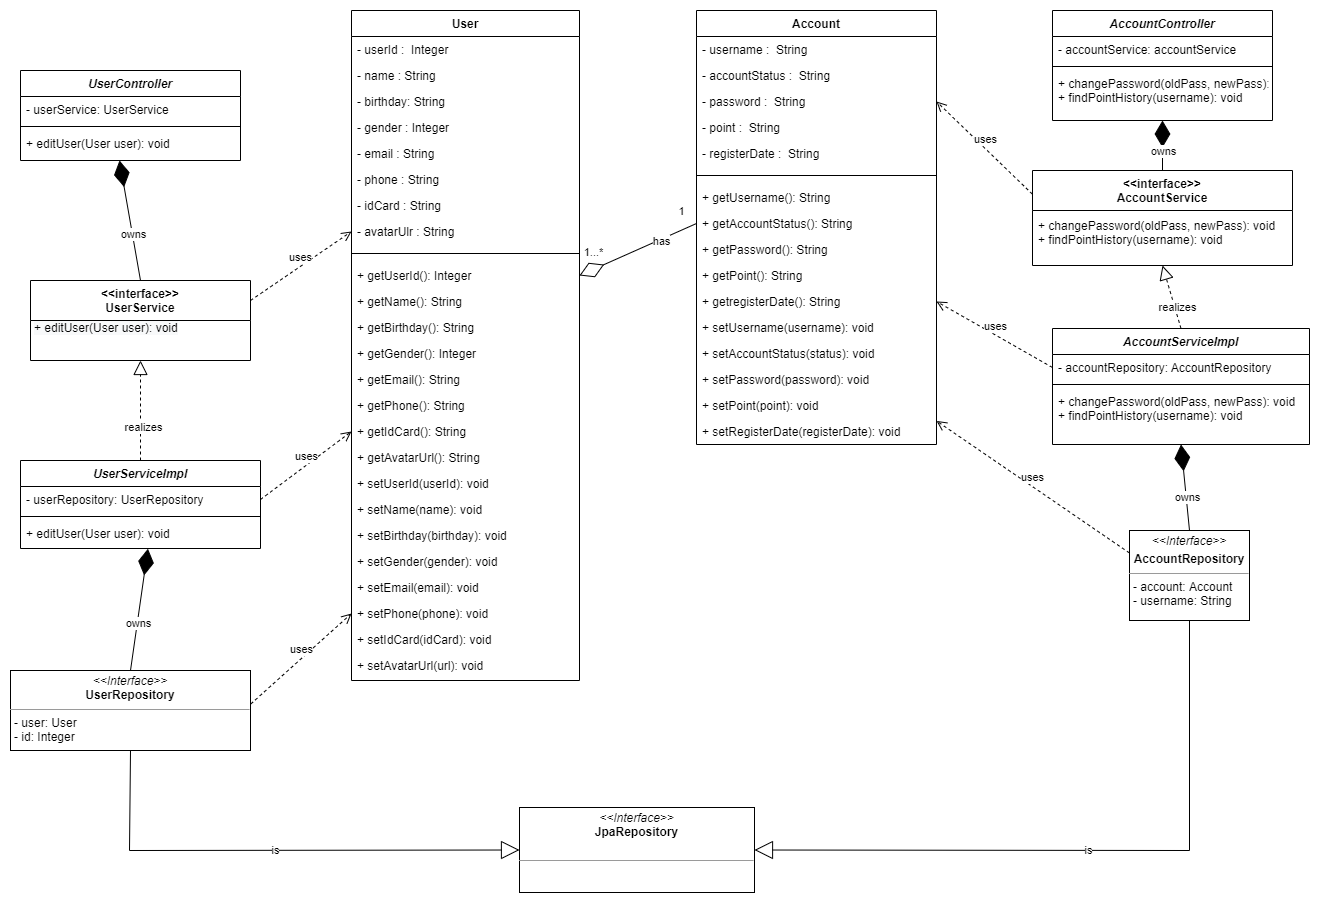 User
- userId :  Integer
- name : String
- birthday: String
- gender : Integer
- email : String
- phone : String
- idCard : String
- avatarUlr : String
+ getUserId(): Integer
+ getName(): String
+ getBirthday(): String
+ getGender(): Integer
+ getEmail(): String
+ getPhone(): String
+ getIdCard(): String
+ getAvatarUrl(): String
+ setUserId(userId): void
+ setName(name): void
+ setBirthday(birthday): void
+ setGender(gender): void
+ setEmail(email): void
+ setPhone(phone): void
+ setIdCard(idCard): void
+ setAvatarUrl(url): void
Account
- username :  String
- accountStatus :  String
- password :  String
- point :  String
- registerDate :  String
+ getUsername(): String
+ getAccountStatus(): String
+ getPassword(): String
+ getPoint(): String
+ getregisterDate(): String
+ setUsername(username): void
+ setAccountStatus(status): void
+ setPassword(password): void
+ setPoint(point): void
+ setRegisterDate(registerDate): void
1
has
1...*
UserController
- userService: UserService
+ editUser(User user): void
owns
<<interface>>
UserService
+ editUser(User user): void
uses
realizes
UserServiceImpl
- userRepository: UserRepository
+ editUser(User user): void
uses
owns
<<Interface>>
UserRepository
- user: User
- id: Integer
uses
is
AccountController
- accountService: accountService
+ changePassword(oldPass, newPass):
+ findPointHistory(username): void
owns
<<interface>>
AccountService
+ changePassword(oldPass, newPass): void
+ findPointHistory(username): void
uses
realizes
AccountServiceImpl
- accountRepository: AccountRepository
+ changePassword(oldPass, newPass): void
+ findPointHistory(username): void
uses
owns
<<Interface>>
AccountRepository
- account: Account
- username: String
uses
is
<<Interface>>
JpaRepository